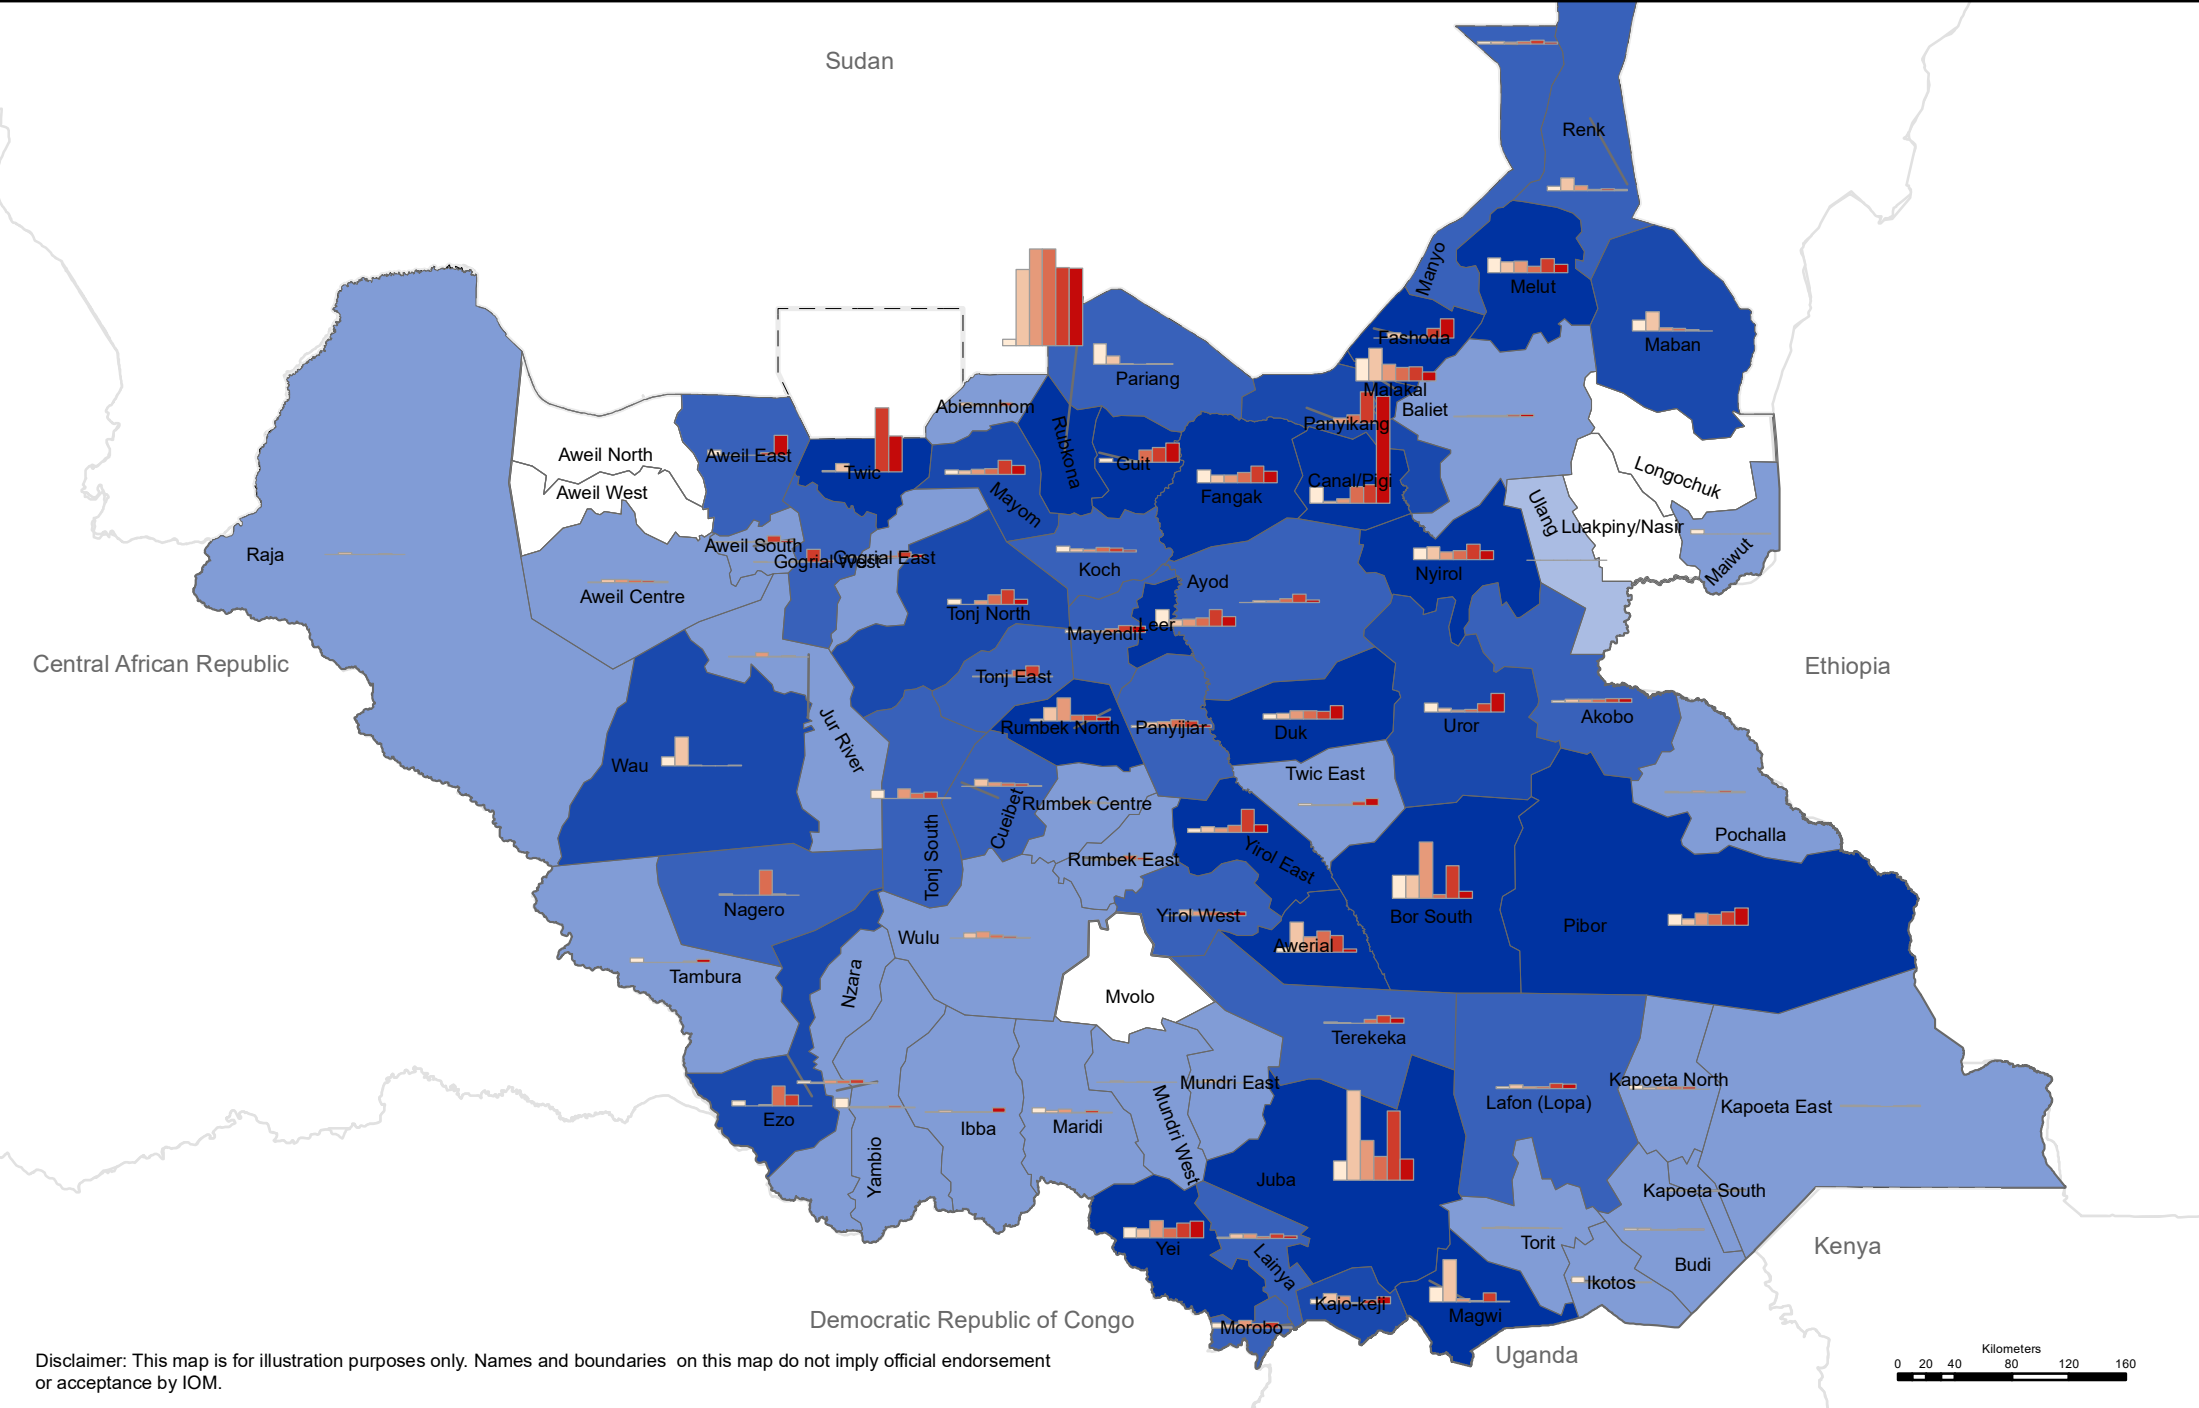 Sudan
Renk
Manyo
Melut
Fashoda
Maban
Malakal
Pariang
Abiemnhom
Baliet
Panyikang
Rubkona
Aweil North
Aweil East
Twic
Guit
Longochuk
Aweil West
Canal/Pigi
Fangak
Mayom
Ulang
Luakpiny/Nasir
Raja
Aweil South
Gogrial West
Gogrial East
Koch
Nyirol
Maiwut
Aweil Centre
Ayod
Tonj North
Mayendit
Leer
Central African Republic
Ethiopia
Tonj East
Jur River
Rumbek North
Panyijiar
Duk
Uror
Akobo
Wau
Twic East
Cueibet
Rumbek Centre
Pochalla
Tonj South
Rumbek East
Yirol East
Nagero
Yirol West
Bor South
Pibor
Wulu
Awerial
Tambura
Nzara
Mvolo
Terekeka
Mundri East
Kapoeta North
Lafon (Lopa)
Kapoeta East
Ezo
Ibba
Maridi
Mundri West
Yambio
Juba
Kapoeta South
Yei
Torit
Kenya
Lainya
Budi
Ikotos
Kajo-keji
Magwi
Democratic Republic of Congo
Morobo
Uganda
Disclaimer: This map is for illustration purposes only. Names and boundaries on this map do not imply official endorsement
or acceptance by IOM.
Kilometers
0 20 40 80 120 160